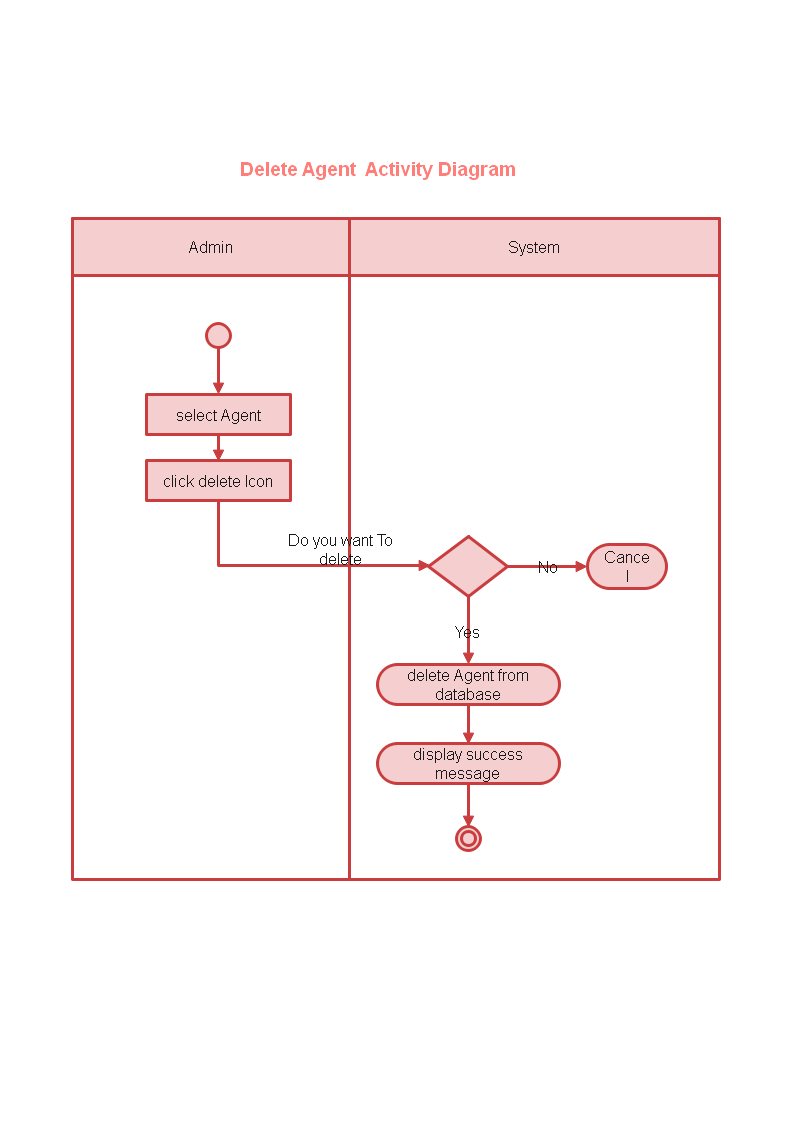 Delete Agent  Activity Diagram
Admin
System
select Agent
click delete Icon
Do you want To
delete
No
Cance
l
Yes
delete Agent from
database
display success
message